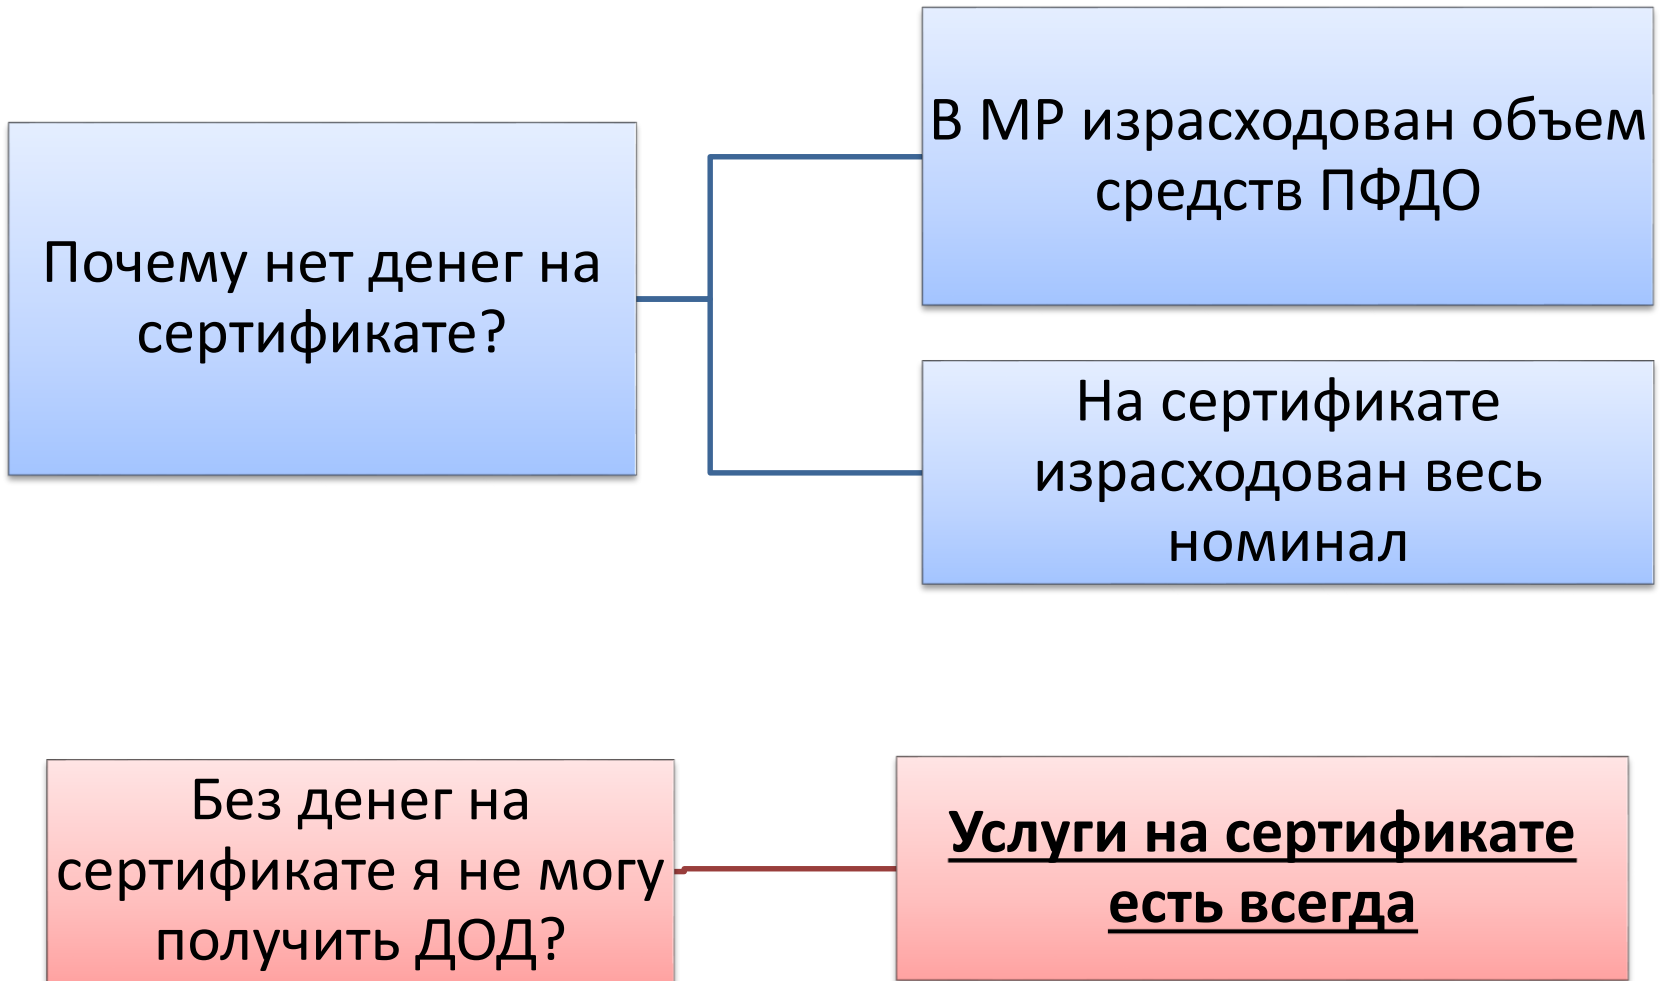 Почему нет денег на
сертификате?
В МР израсходован объем
средств ПФДО
На сертификате
израсходован весь
номинал
Без денег на
сертификате я не могу
получить ДОД?
Услуги на сертификате
есть всегда